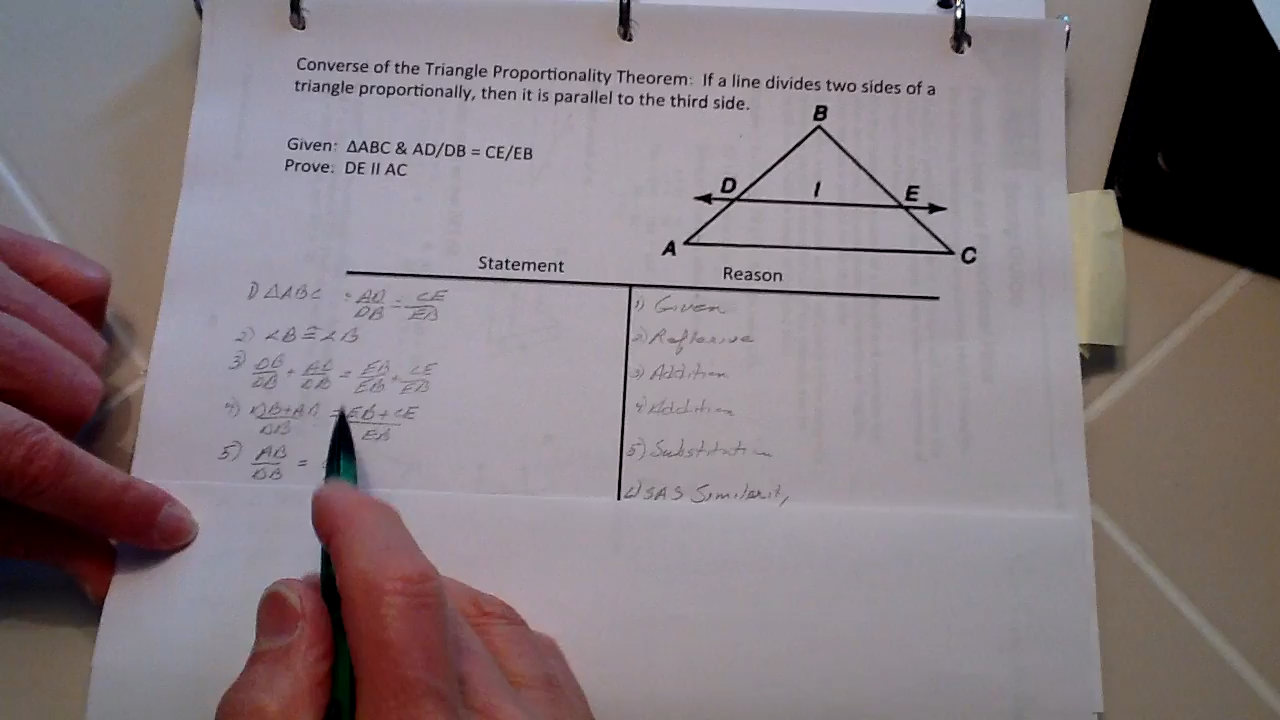 Converse of the Triangle Proportionality Theorem: If a line divides two sides of a
triangle proportionally, then it is parallel to the third side.
Given: ΔABC & AD/DB = CE/EB
Prove: DE II AC
B
D
l
E
A
C
Statement
Reason
1) ΔABC : AD/DB = CE/EB
1) Given
2) ∠B ≅ ∠B
2) Reflexive
3) DB/DB + AD/DB = EB/EB + CE/EB
3) Addition
4) DB+AD/DB = EB+CE/EB
4) Addition
5) AB/DB =
5) Substitution
6) SAS Similarity